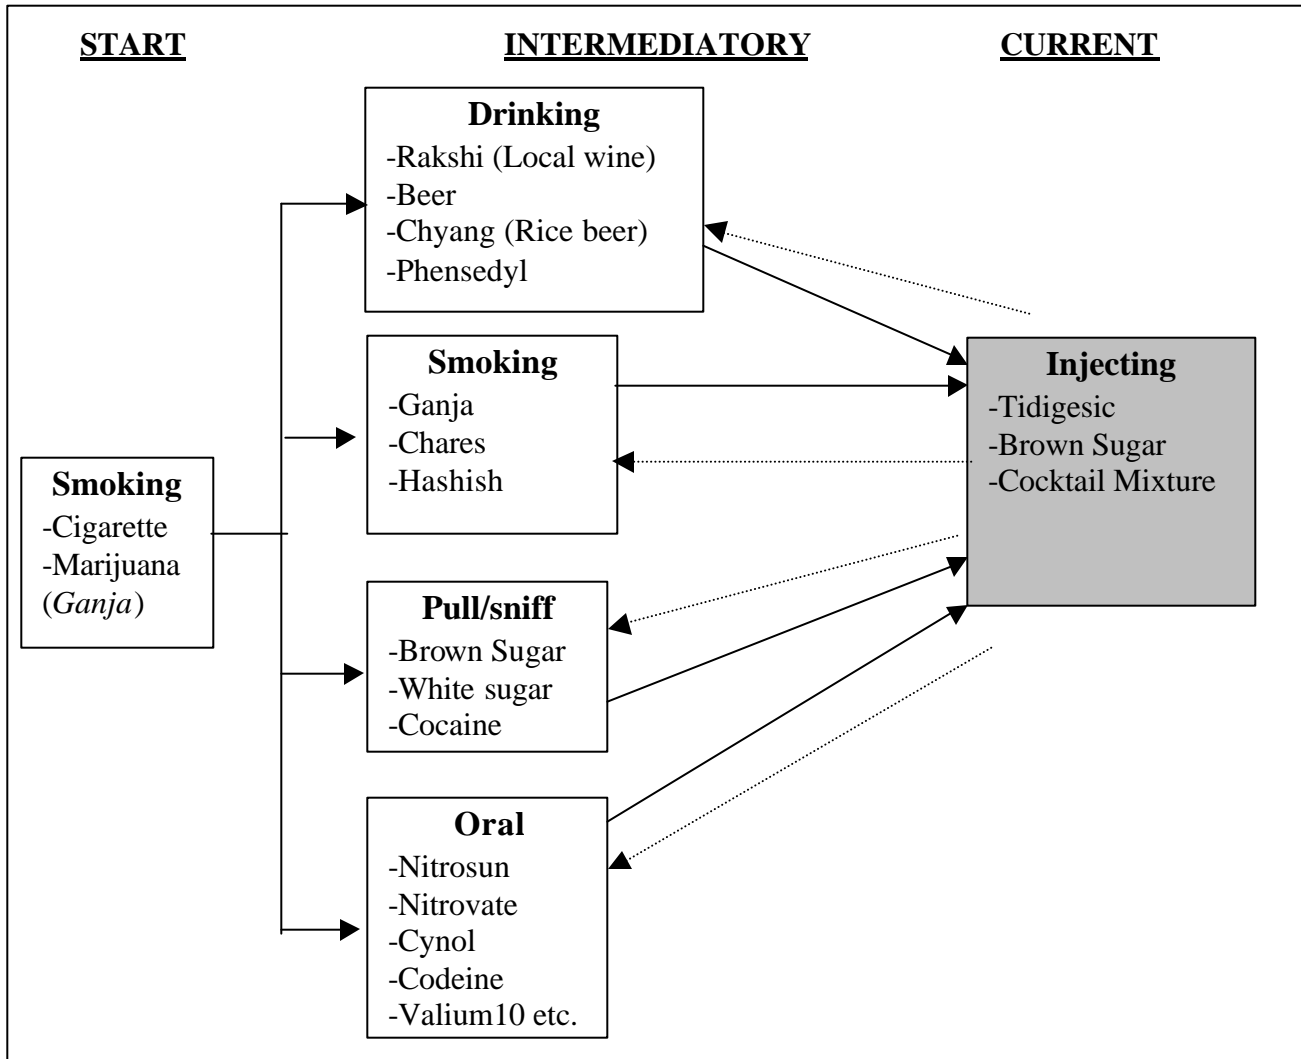 START
INTERMEDIATORY
CURRENT
Drinking
-Rakshi (Local wine)
-Beer
-Chyang (Rice beer)
-Phensedyl
Smoking
-Ganja
-Chares
-Hashish
Injecting
-Tidigesic
-Brown Sugar
-Cocktail Mixture
Smoking
-Cigarette
-Marijuana
(Ganja)
Pull/sniff
-Brown Sugar
-White sugar
-Cocaine
Oral
-Nitrosun
-Nitrovate
-Cynol
-Codeine
-Valium10 etc.